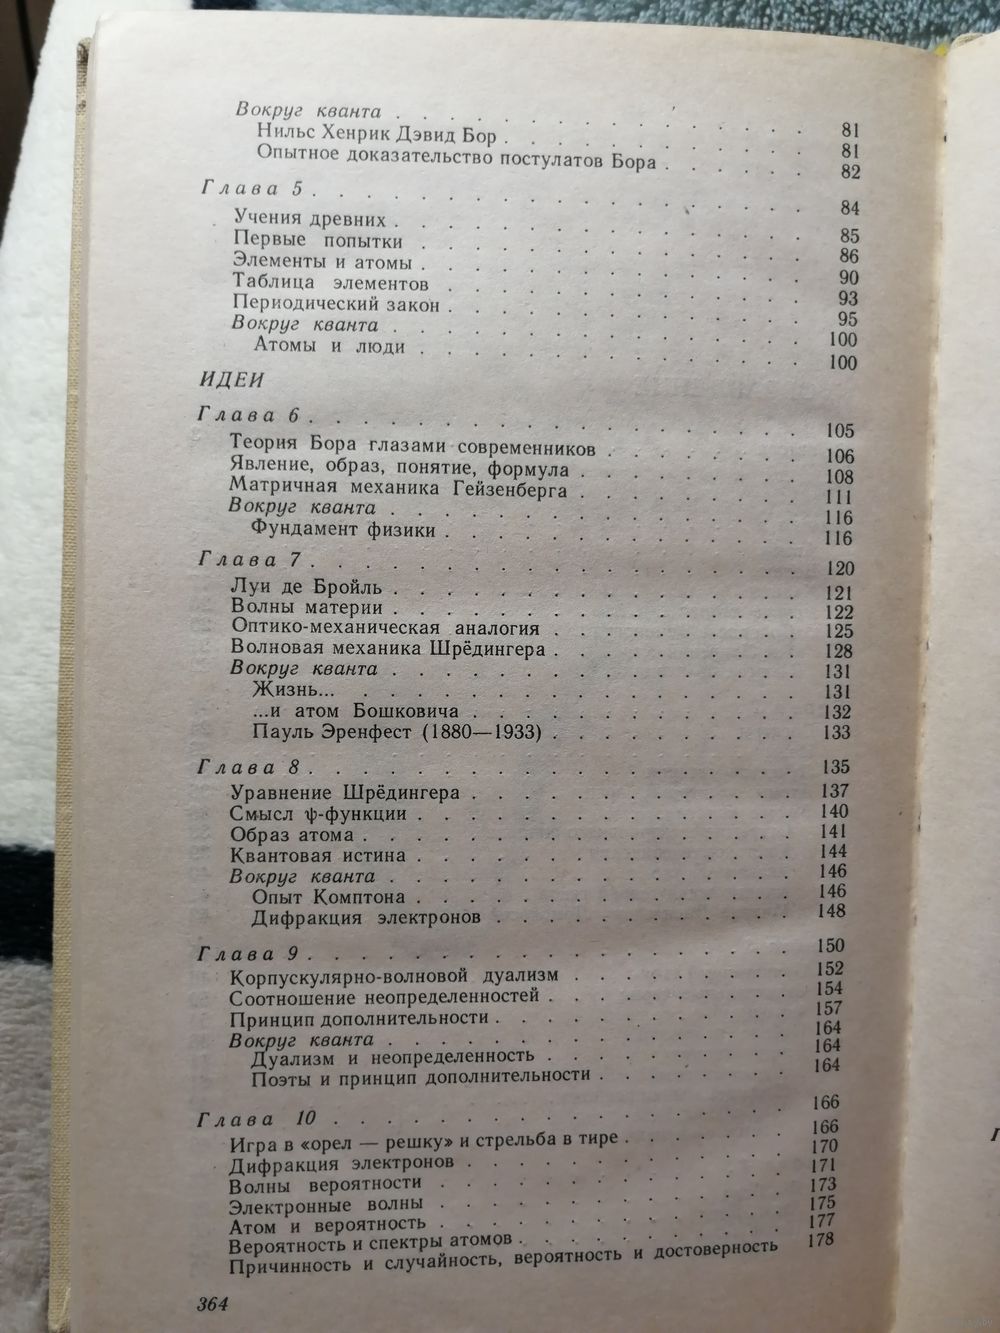 Вокруг кванта . . . . . . . . . . . . . . . . 81
Нильс Хенрик Дэвид Бор . . . . . . . . . . . . 81
Опытное доказательство постулатов Бора . . . . . . . 82
Глава 5 . . . . . . . . . . . . . . . . . . . 84
Учения древних . . . . . . . . . . . . . . . . 85
Первые попытки . . . . . . . . . . . . . . . 86
Элементы и атомы . . . . . . . . . . . . . . . 90
Таблица элементов . . . . . . . . . . . . . . 93
Периодический закон . . . . . . . . . . . . . . 95
Вокруг кванта . . . . . . . . . . . . . . . . 100
Атомы и люди . . . . . . . . . . . . . . . 100
ИДЕИ
Глава 6 . . . . . . . . . . . . . . . . . . . 105
Теория Бора глазами современников . . . . . . . . 106
Явление, образ, понятие, формула . . . . . . . . . 108
Матричная механика Гейзенберга . . . . . . . . . 111
Вокруг кванта . . . . . . . . . . . . . . . . 116
Фундамент физики . . . . . . . . . . . . . . 116
Глава 7 . . . . . . . . . . . . . . . . . . . 120
Луи де Бройль . . . . . . . . . . . . . . . . 121
Волны материи . . . . . . . . . . . . . . . . 122
Оптико-механическая аналогия . . . . . . . . . . 125
Волновая механика Шрёдингера . . . . . . . . . . 128
Вокруг кванта . . . . . . . . . . . . . . . . 131
Жизнь... . . . . . . . . . . . . . . . . . 131
...и атом Бошковича . . . . . . . . . . . . . 132
Пауль Эренфест (1880—1933) . . . . . . . . . . 133
Глава 8 . . . . . . . . . . . . . . . . . . . 135
Уравнение Шрёдингера . . . . . . . . . . . . . 137
Смысл ψ-функции . . . . . . . . . . . . . . . 140
Образ атома . . . . . . . . . . . . . . . . . 141
Квантовая истина . . . . . . . . . . . . . . . 144
Вокруг кванта . . . . . . . . . . . . . . . . 146
Опыт Комптона . . . . . . . . . . . . . . . 146
Дифракция электронов . . . . . . . . . . . . 148
Глава 9 . . . . . . . . . . . . . . . . . . . 150
Корпускулярно-волновой дуализм . . . . . . . . . 152
Соотношение неопределенностей . . . . . . . . . . 154
Принцип дополнительности . . . . . . . . . . . . 157
Вокруг кванта . . . . . . . . . . . . . . . . 164
Дуализм и неопределенность . . . . . . . . . . 164
Поэты и принцип дополнительности . . . . . . . . 164
Глава 10 . . . . . . . . . . . . . . . . . . 166
Игра в «орел — решку» и стрельба в тире . . . . . . . 166
Дифракция электронов . . . . . . . . . . . . . 170
Волны вероятности . . . . . . . . . . . . . . 171
Электронные волны . . . . . . . . . . . . . . 173
Атом и вероятность . . . . . . . . . . . . . . 175
Вероятность и спектры атомов . . . . . . . . . . . 177
Причинность и случайность, вероятность и достоверность 178
364